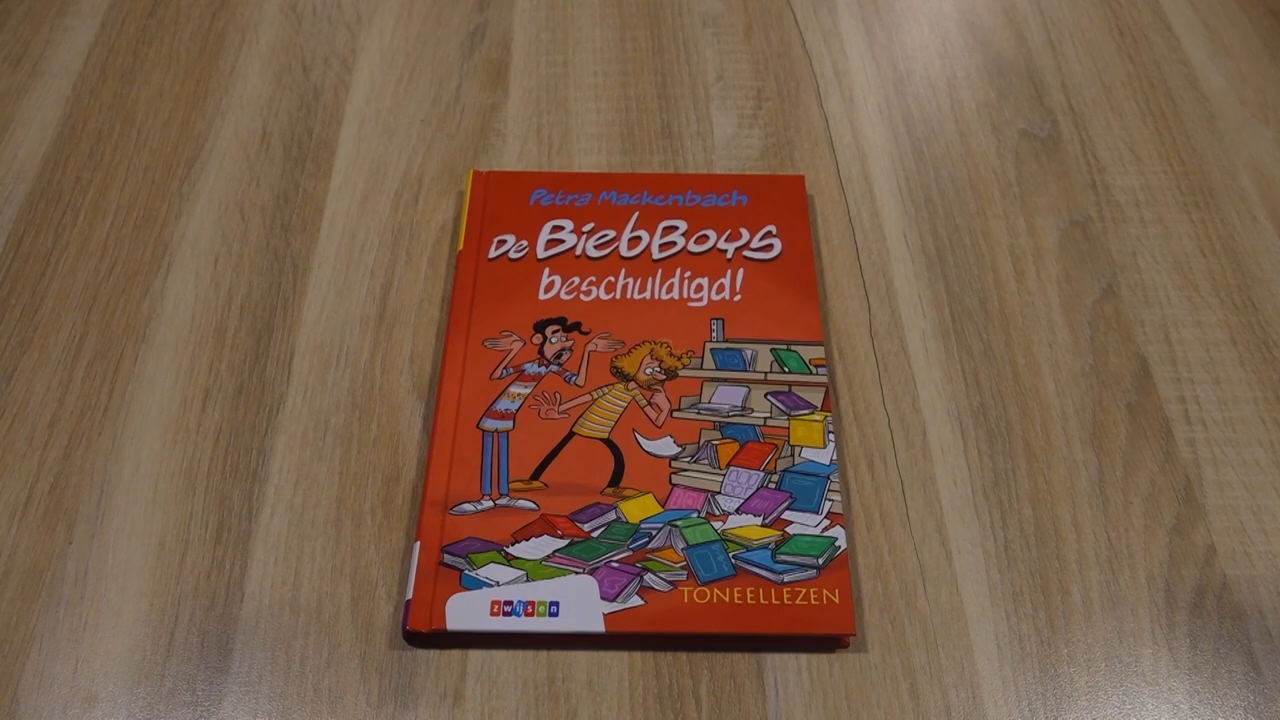 Petra Mackenbach
De BiebBoys
beschuldigd!
TONEELLEZEN
zwijsen